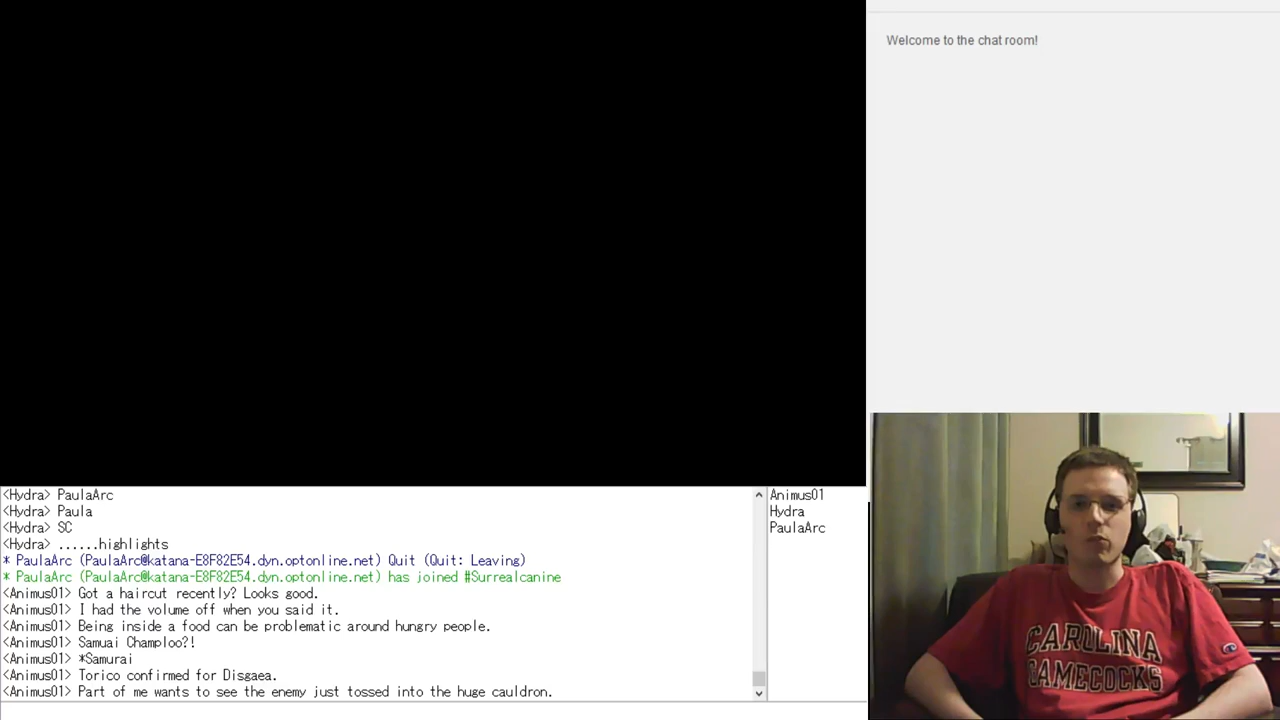 Welcome to the chat room!
<Hydra> PaulaArc
<Hydra> Paula
<Hydra> SC
<Hydra> ......highlights
* PaulaArc (PaulaArc@katana-E8F82E54.dyn.optonline.net) Quit (Quit: Leaving)
* PaulaArc (PaulaArc@katana-E8F82E54.dyn.optonline.net) has joined #Surrealcanine
<Animus01> Got a haircut recently? Looks good.
<Animus01> I had the volume off when you said it.
<Animus01> Being inside a food can be problematic around hungry people.
<Animus01> Samuai Champloo?!
<Animus01> *Samurai
<Animus01> Torico confirmed for Disgaea.
<Animus01> Part of me wants to see the enemy just tossed into the huge cauldron.
Animus01
Hydra
PaulaArc
CAROLINA
GAMECOCKS